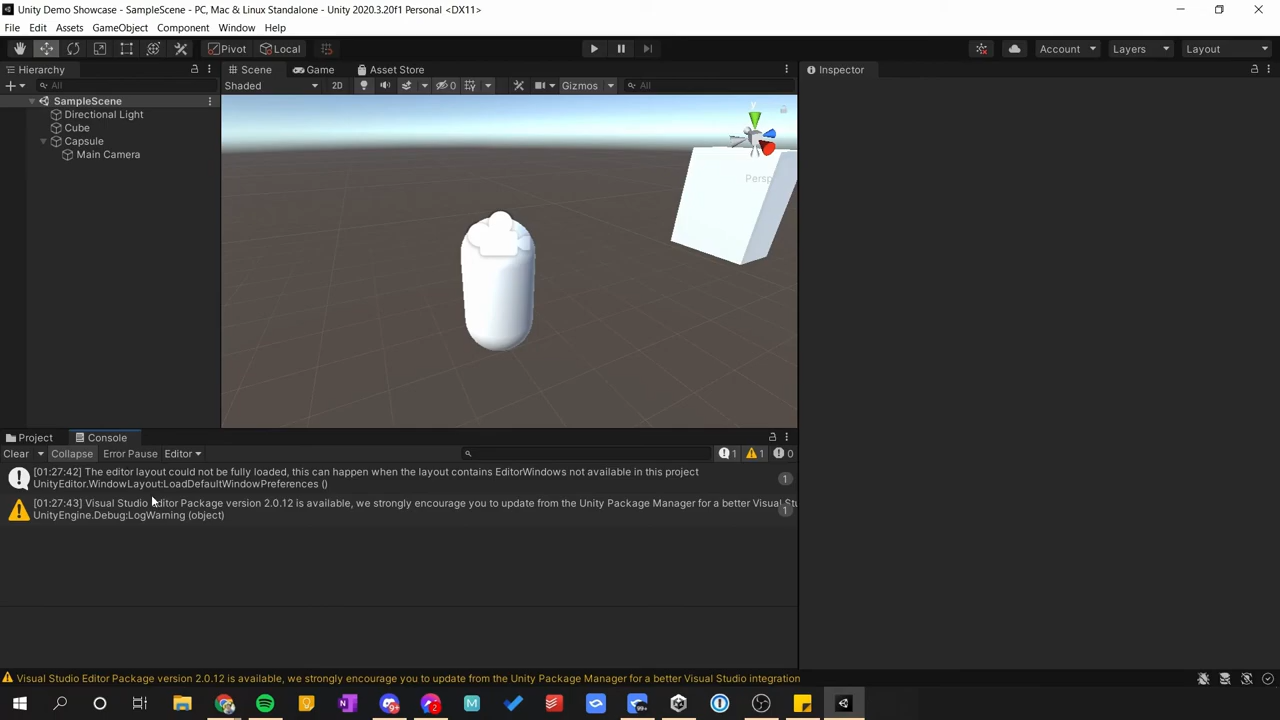 Unity Demo Showcase - SampleScene - PC, Mac & Linux Standalone - Unity 2020.3.20f1 Personal <DX11>
File Edit Assets GameObject Component Window Help
Pivot Local Account Layers Layout
Hierarchy Scene Game Asset Store Inspector
All Shaded 2D 0 Gizmos All
SampleScene
Directional Light
Cube
Capsule
Main Camera
y
Persp
Project Console
Clear Collapse Error Pause Editor 1 1 0
[01:27:42] The editor layout could not be fully loaded, this can happen when the layout contains EditorWindows not available in this project
UnityEditor.WindowLayout:LoadDefaultWindowPreferences ()
1
[01:27:43] Visual Studio Editor Package version 2.0.12 is available, we strongly encourage you to update from the Unity Package Manager for a better Visual Stu
UnityEngine.Debug:LogWarning (object)
1
Visual Studio Editor Package version 2.0.12 is available, we strongly encourage you to update from the Unity Package Manager for a better Visual Studio integration